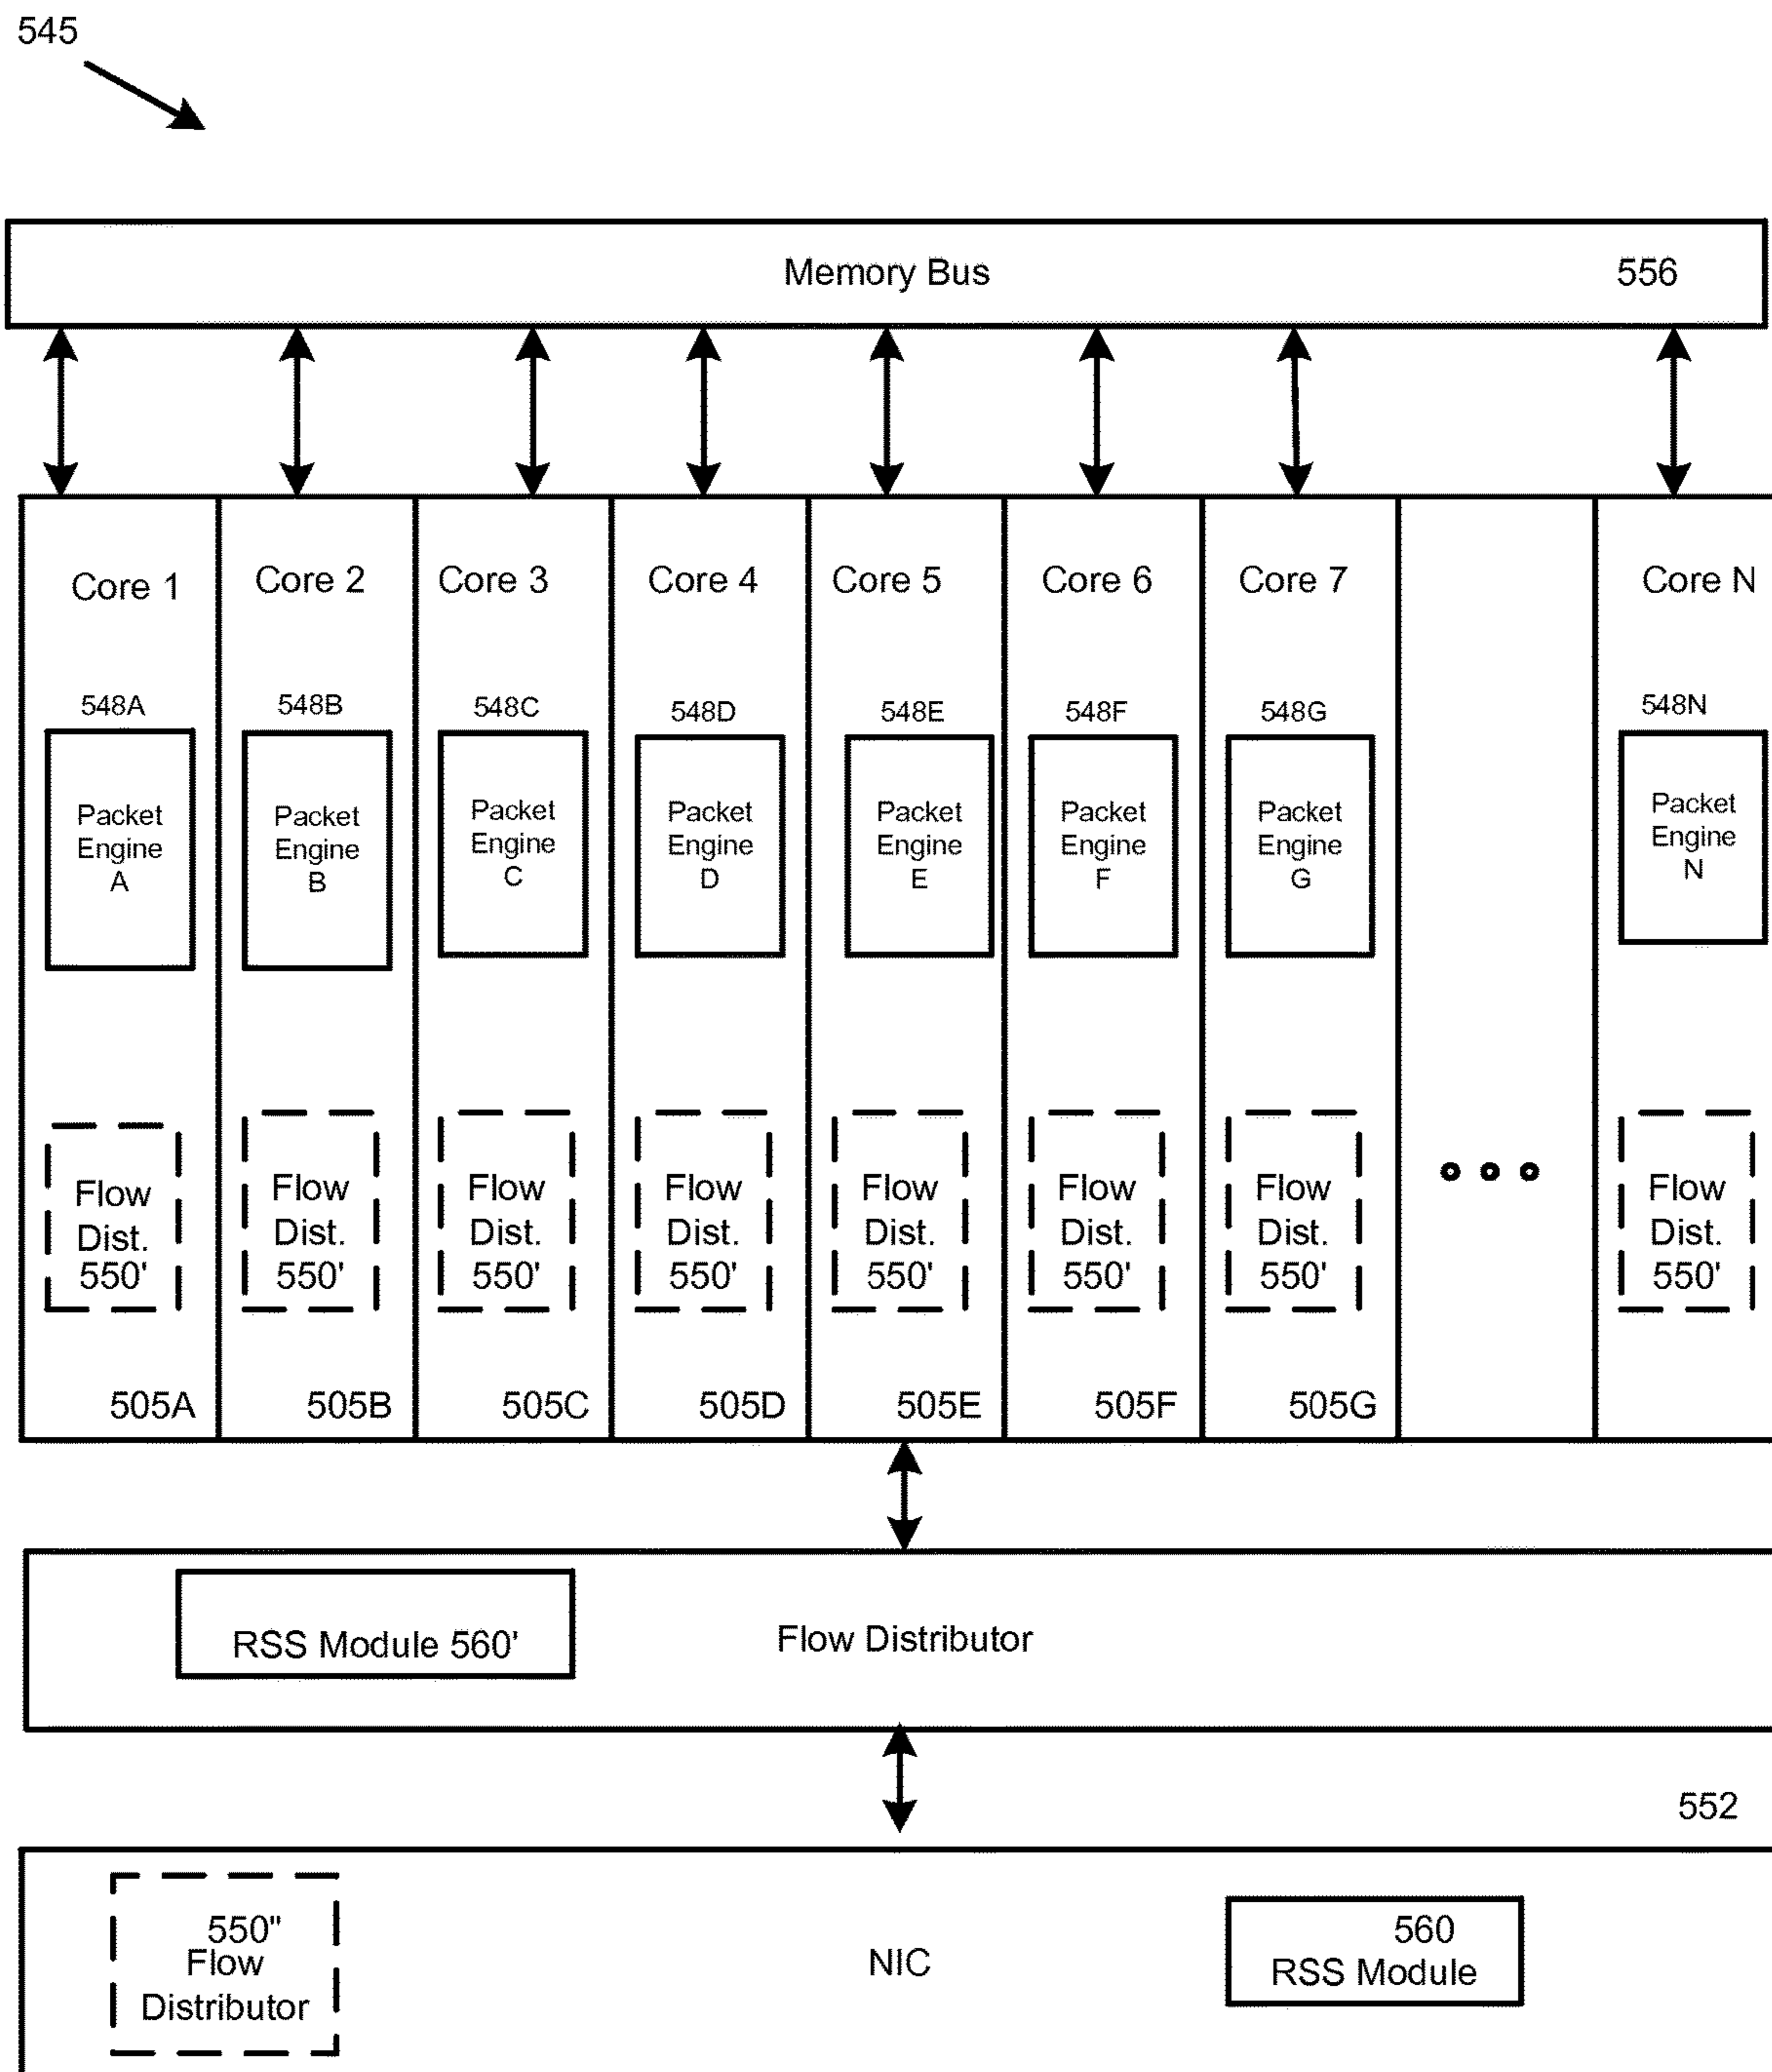 545
Memory Bus 556
Core 1 Core 2 Core 3 Core 4 Core 5 Core 6 Core 7 Core N
548A 548B 548C 548D 548E 548F 548G 548N
Packet Packet Packet Packet Packet Packet Packet Packet
Engine Engine Engine Engine Engine Engine Engine Engine
A B C D E F G N
Flow Flow Flow Flow Flow Flow Flow Flow
Dist. Dist. Dist. Dist. Dist. Dist. Dist. Dist.
550' 550' 550' 550' 550' 550' 550' 550'
505A 505B 505C 505D 505E 505F 505G
RSS Module 560' Flow Distributor
552
550"
Flow
Distributor
NIC
560
RSS Module